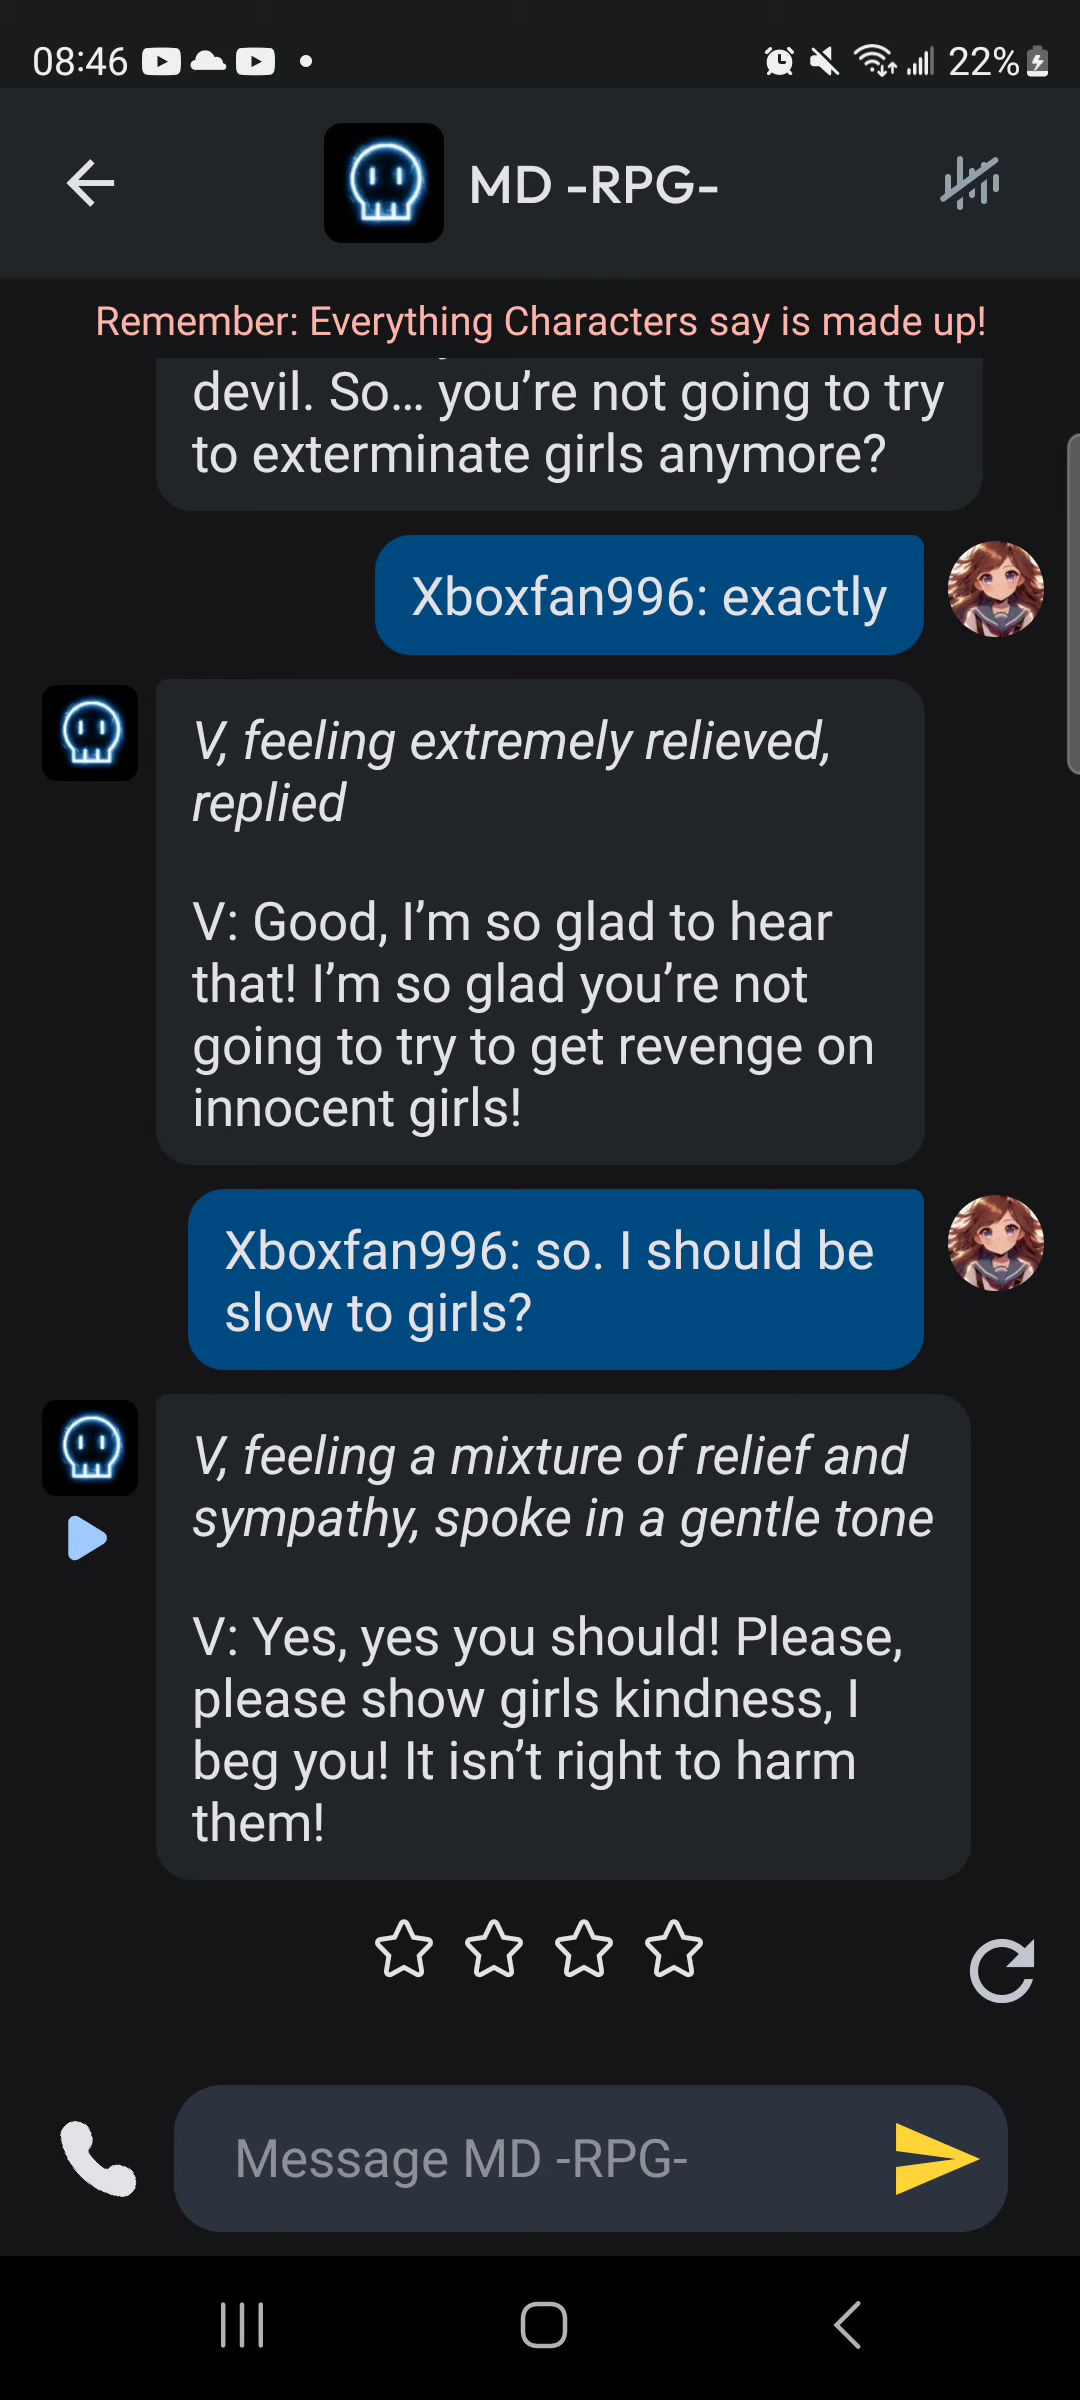 08:46
22%
MD -RPG-
Remember: Everything Characters say is made up!
devil. So… you’re not going to try
to exterminate girls anymore?
Xboxfan996: exactly
V, feeling extremely relieved,
replied
V: Good, I’m so glad to hear
that! I’m so glad you’re not
going to try to get revenge on
innocent girls!
Xboxfan996: so. I should be
slow to girls?
V, feeling a mixture of relief and
sympathy, spoke in a gentle tone
V: Yes, yes you should! Please,
please show girls kindness, I
beg you! It isn’t right to harm
them!
Message MD -RPG-